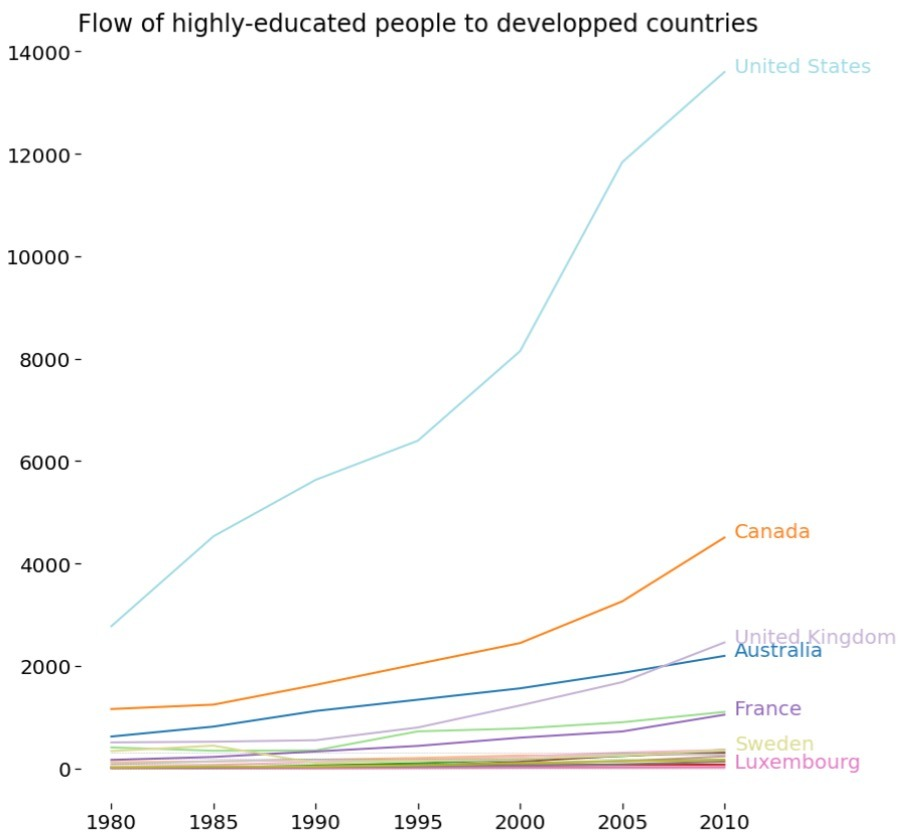 Flow of highly-educated people to developped countries
14000
United States
12000
10000
8000
6000
Canada
4000
United Kingdom
2000
Australia
France
Sweden
Luxembourg
0
1980 1985 1990 1995 2000 2005 2010